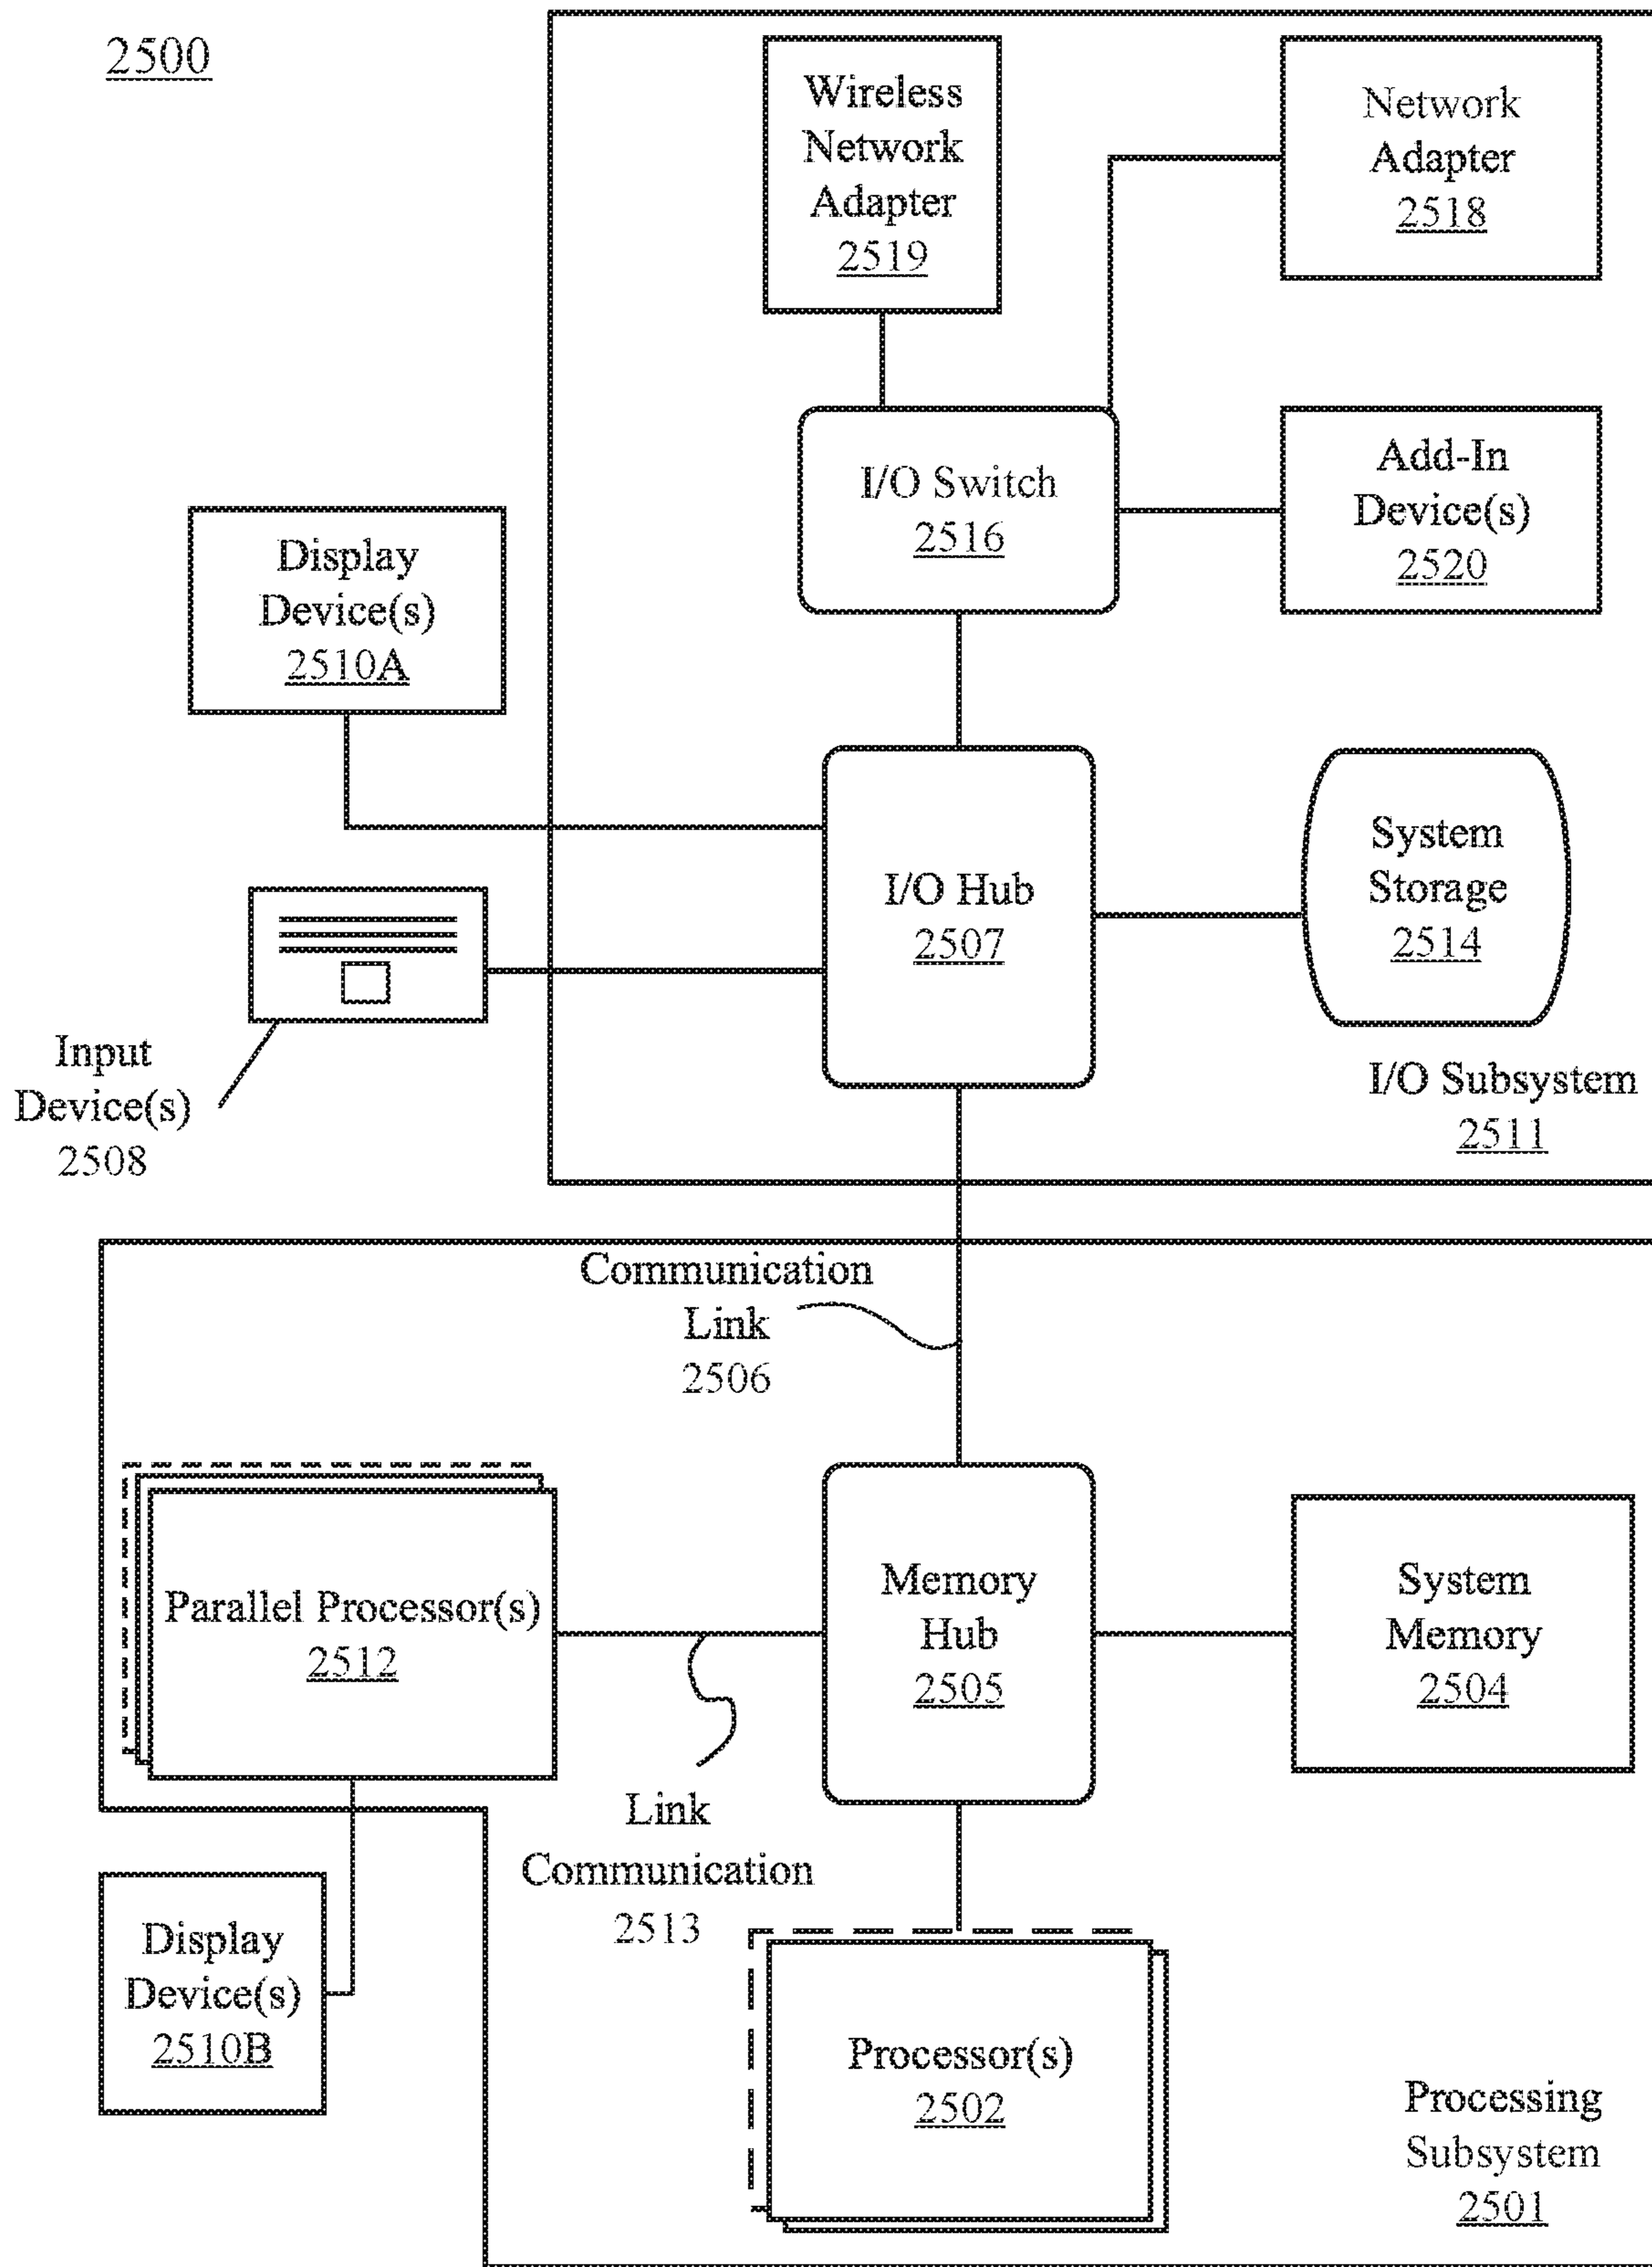 2500
Wireless
Network
Adapter
2519
Network
Adapter
2518
I/O Switch
2516
Add-In
Device(s)
2520
Display
Device(s)
2510A
I/O Hub
2507
System
Storage
2514
Input
Device(s)
2508
I/O Subsystem
2511
Communication
Link
2506
Parallel Processor(s)
2512
Memory
Hub
2505
System
Memory
2504
Link
Communication
2513
Display
Device(s)
2510B
Processor(s)
2502
Processing
Subsystem
2501